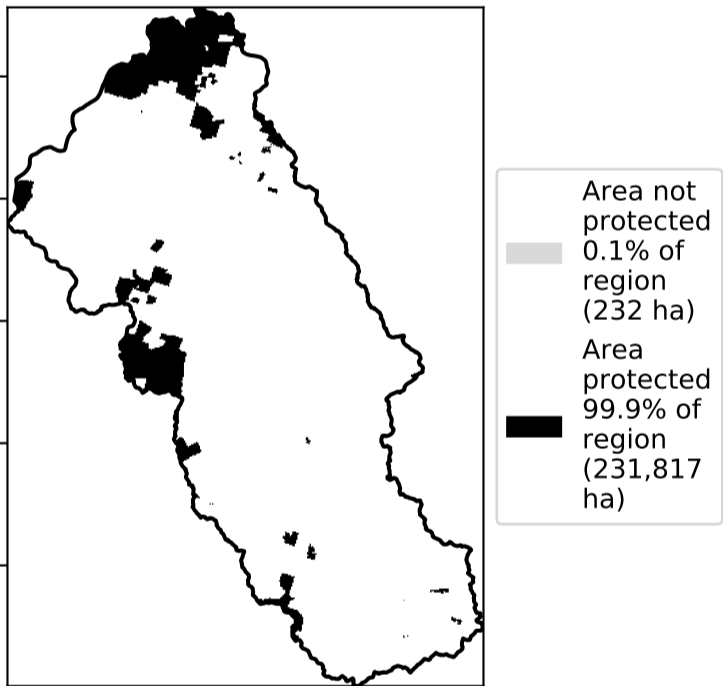 Area not
protected
0.1% of
region
(232 ha)
Area
protected
99.9% of
region
(231,817
ha)